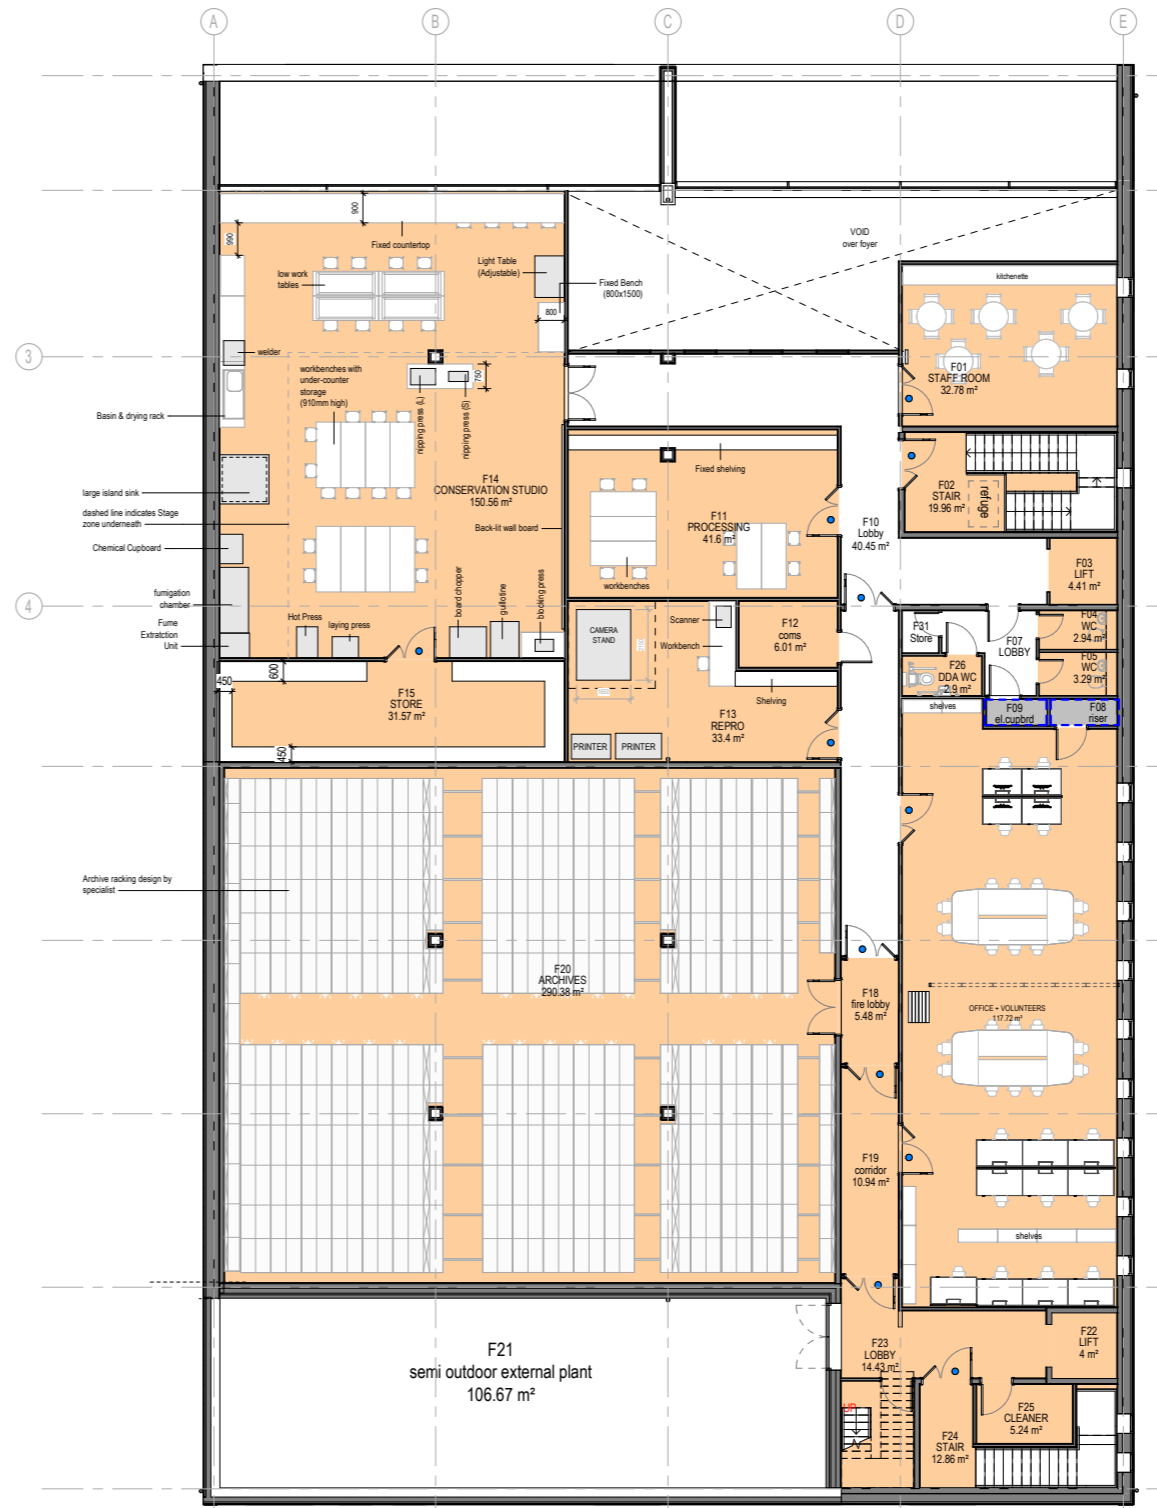 A
B
C
D
E
900
990
Fixed countertop
low work
tables
Light Table
(Adjustable)
Fixed Bench
(800x1500)
800
VOID
over foyer
kitchenette
3
welder
workbenches with
under-counter
storage
(910mm high)
750
nipping press (L)
nipping press (S)
F01
STAFF ROOM
32.78 m²
Basin & drying rack
Fixed shelving
large island sink
F14
CONSERVATION STUDIO
150.56 m²
F02
STAIR
19.96 m²
refuge
dashed line indicates Stage
zone underneath
Back-lit wall board
F11
PROCESSING
41.6 m²
F10
Lobby
40.45 m²
Chemical Cupboard
workbenches
F03
LIFT
4.41 m²
fumigation
chamber
4
Fume
Extratction
Unit
Hot Press
laying press
board chopper
guillotine
blocking press
CAMERA
STAND
Scanner
Workbench
F12
coms
6.01 m²
F31
Store
F07
LOBBY
F04
WC
2.94 m²
F05
WC
3.29 m²
F26
DDA WC
2.9 m²
450
600
F15
STORE
31.57 m²
Shelving
F13
REPRO
33.4 m²
PRINTER
PRINTER
shelves
F09
el.cupbrd
F08
riser
450
Archive racking design by
specialist
F20
ARCHIVES
290.38 m²
F18
fire lobby
5.48 m²
OFFICE + VOLUNTEERS
117.72 m²
F19
corridor
10.94 m²
shelves
F21
semi outdoor external plant
106.67 m²
F23
LOBBY
14.43 m²
F22
LIFT
4 m²
UP
F25
CLEANER
5.24 m²
F24
STAIR
12.86 m²